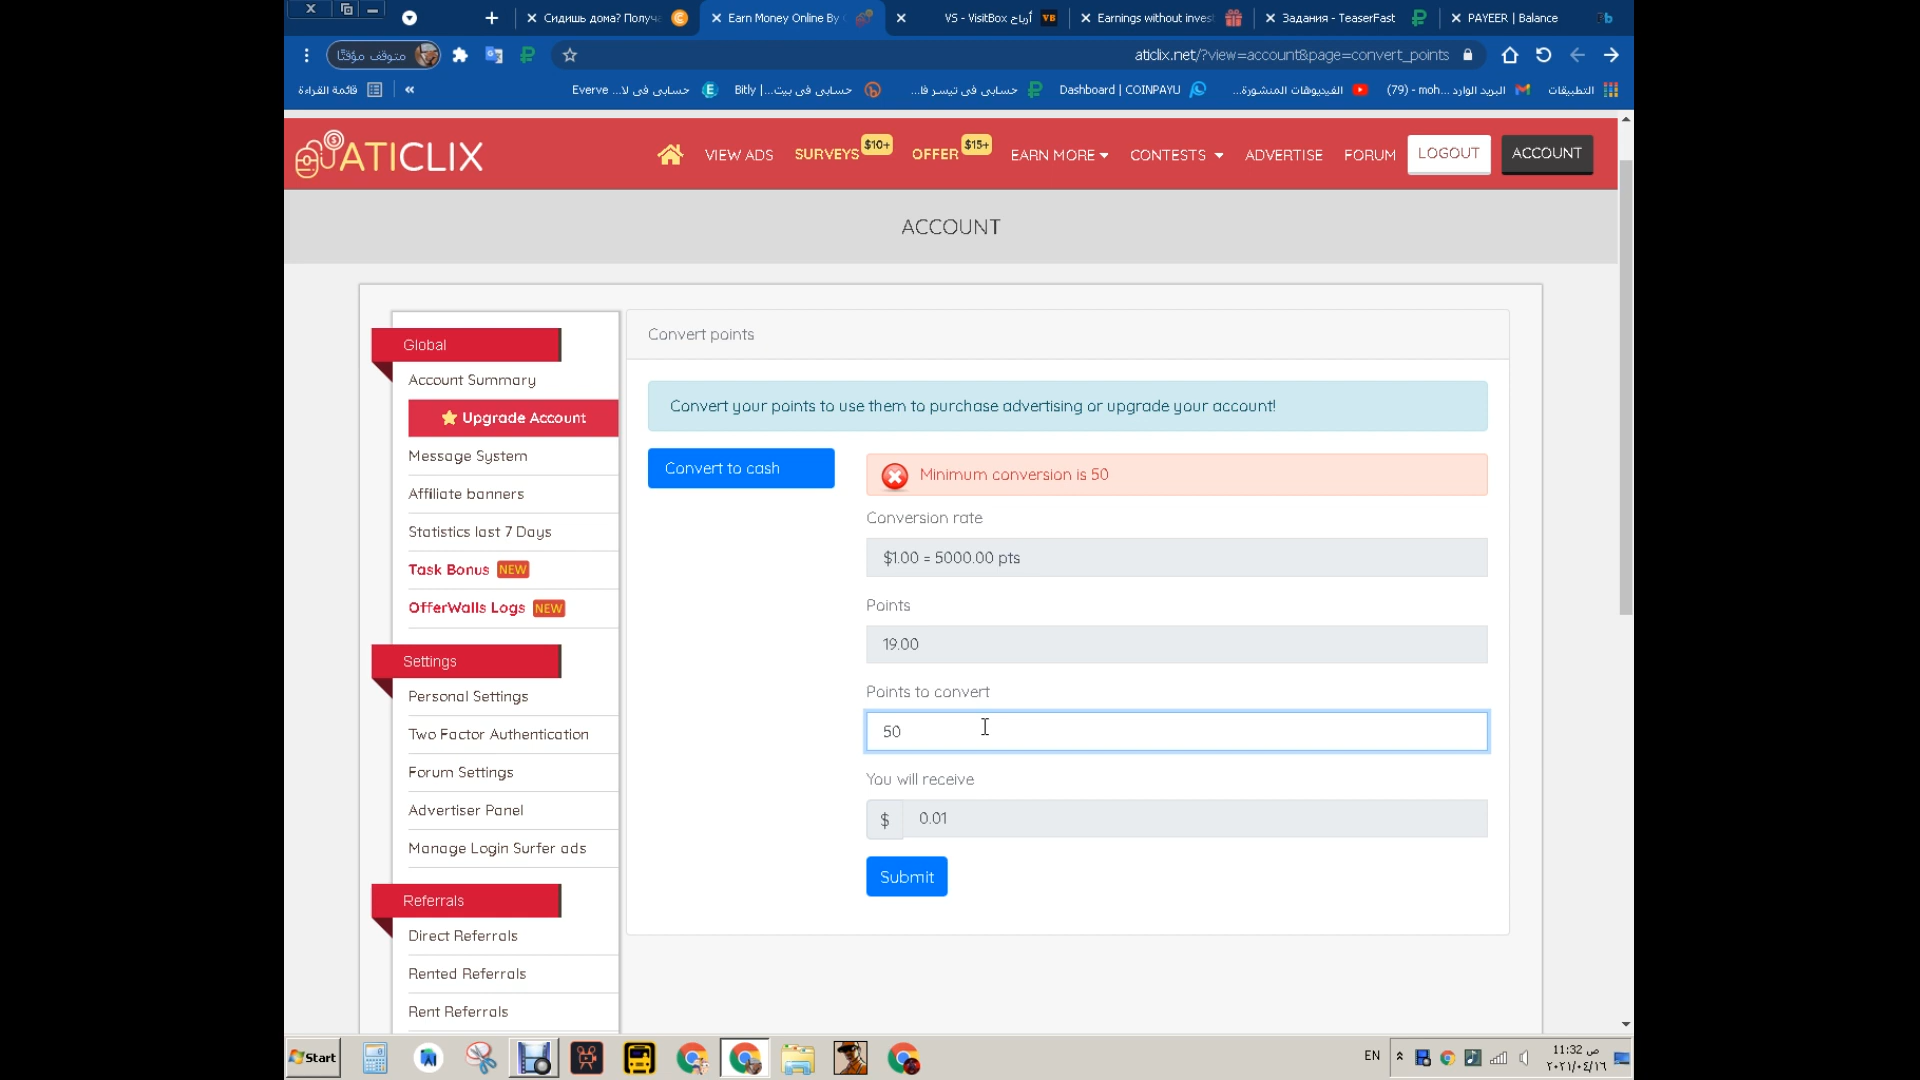 Сидишь дома? Получа
Earn Money Online By
VS - VisitBox أرباح
VB
Earnings without invest
Задания - TeaserFast
PAYEER | Balance
متوقف مؤقتًا
aticlix.net/?view=account&page=convert_points
قائمة القراءة
»
حسابي في لا... Everve
حسابي في بيت...| Bitly
حسابي في تيسر فا...
Dashboard | COINPAYU
الفيديوهات المنشورة...
البريد الوارد (79) - moh...
التطبيقات
ATICLIX
VIEW ADS
SURVEYS
$10+
OFFER
$15+
EARN MORE
CONTESTS
ADVERTISE
FORUM
LOGOUT
ACCOUNT
ACCOUNT
Global
Account Summary
Upgrade Account
Message System
Affiliate banners
Statistics last 7 Days
Task Bonus NEW
OfferWalls Logs NEW
Settings
Personal Settings
Two Factor Authentication
Forum Settings
Advertiser Panel
Manage Login Surfer ads
Referrals
Direct Referrals
Rented Referrals
Rent Referrals
Convert points
Convert your points to use them to purchase advertising or upgrade your account!
Convert to cash
Minimum conversion is 50
Conversion rate
$1.00 = 5000.00 pts
Points
19.00
Points to convert
50
You will receive
$ 0.01
Submit
Start
EN
11:32 ص
٢٠٢١/٠٤/١٦